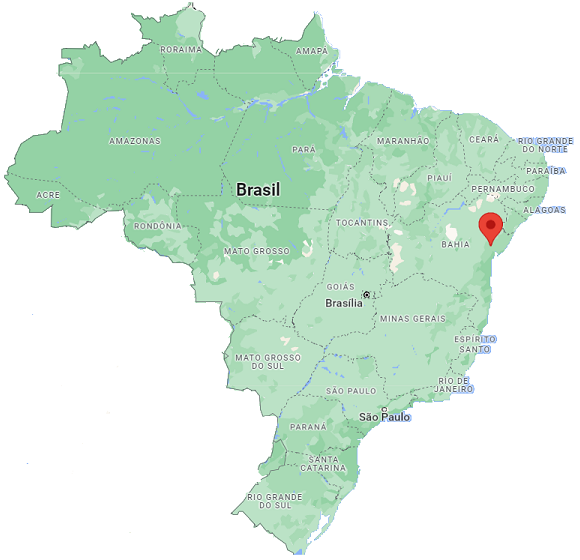 RORAIMA
AMAPÁ
AMAZONAS
PARÁ
MARANHÃO
CEARÁ
RIO GRANDE
DO NORTE
PARAÍBA
PIAUÍ
PERNAMBUCO
ACRE
Brasil
ALAGOAS
RONDÔNIA
TOCANTINS
MATO GROSSO
BAHIA
GOIÁS
Brasília
MINAS GERAIS
ESPÍRITO
SANTO
MATO GROSSO
DO SUL
RIO DE
JANEIRO
SÃO PAULO
São Paulo
PARANÁ
SANTA
CATARINA
RIO GRANDE
DO SUL